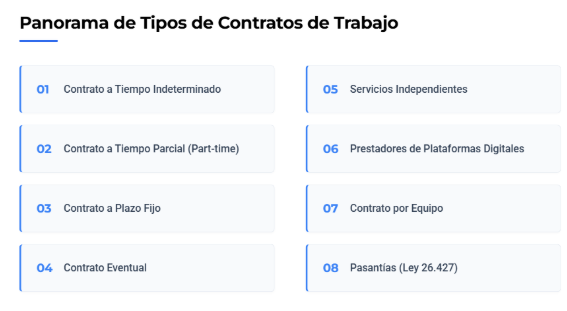 Panorama de Tipos de Contratos de Trabajo
01 Contrato a Tiempo Indeterminado
02 Contrato a Tiempo Parcial (Part-time)
03 Contrato a Plazo Fijo
04 Contrato Eventual
05 Servicios Independientes
06 Prestadores de Plataformas Digitales
07 Contrato por Equipo
08 Pasantías (Ley 26.427)